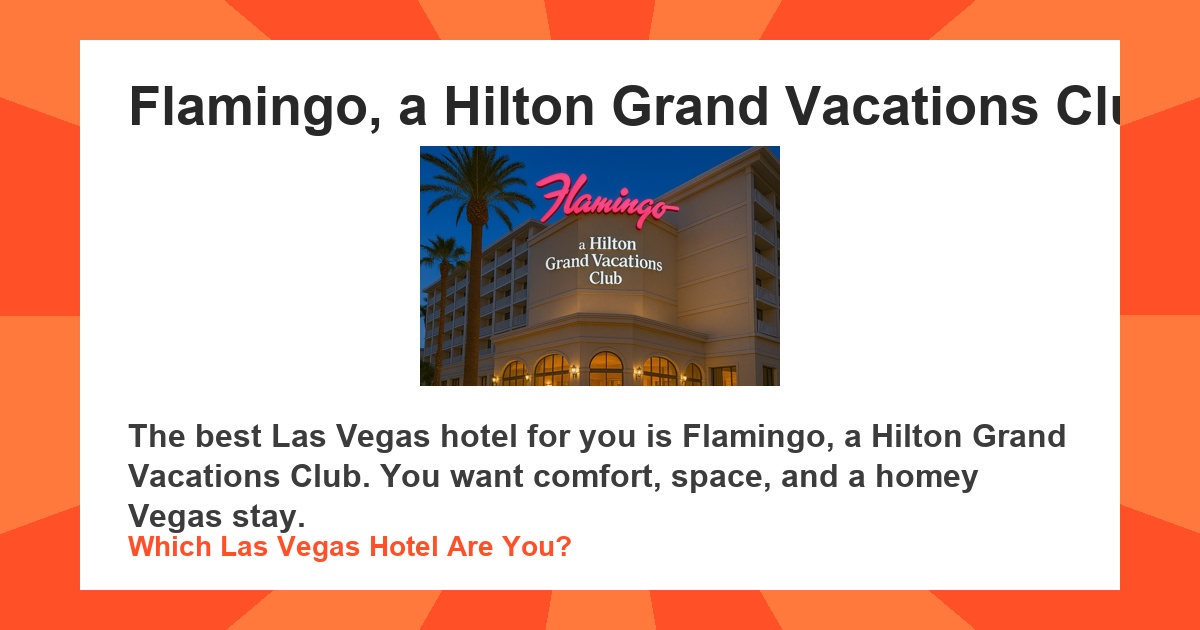 Flamingo, a Hilton Grand Vacations Clu
Flamingo
a Hilton
Grand Vacations
Club
The best Las Vegas hotel for you is Flamingo, a Hilton Grand
Vacations Club. You want comfort, space, and a homey
Vegas stay.
Which Las Vegas Hotel Are You?